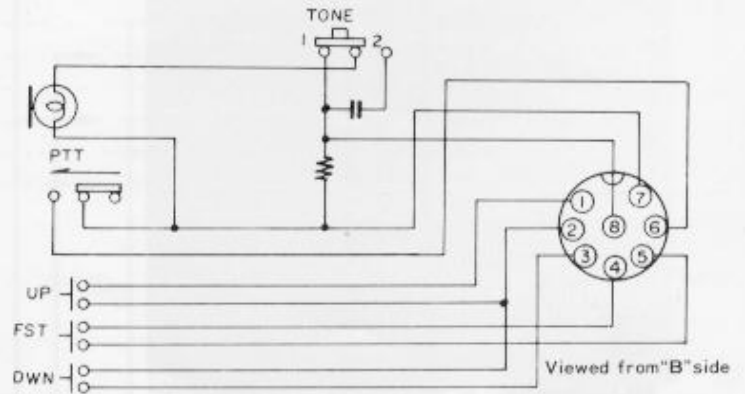 TONE
1 2
PTT
1 7
2 8 6
3 4 5
UP
FST
DWN
Viewed from "B" side